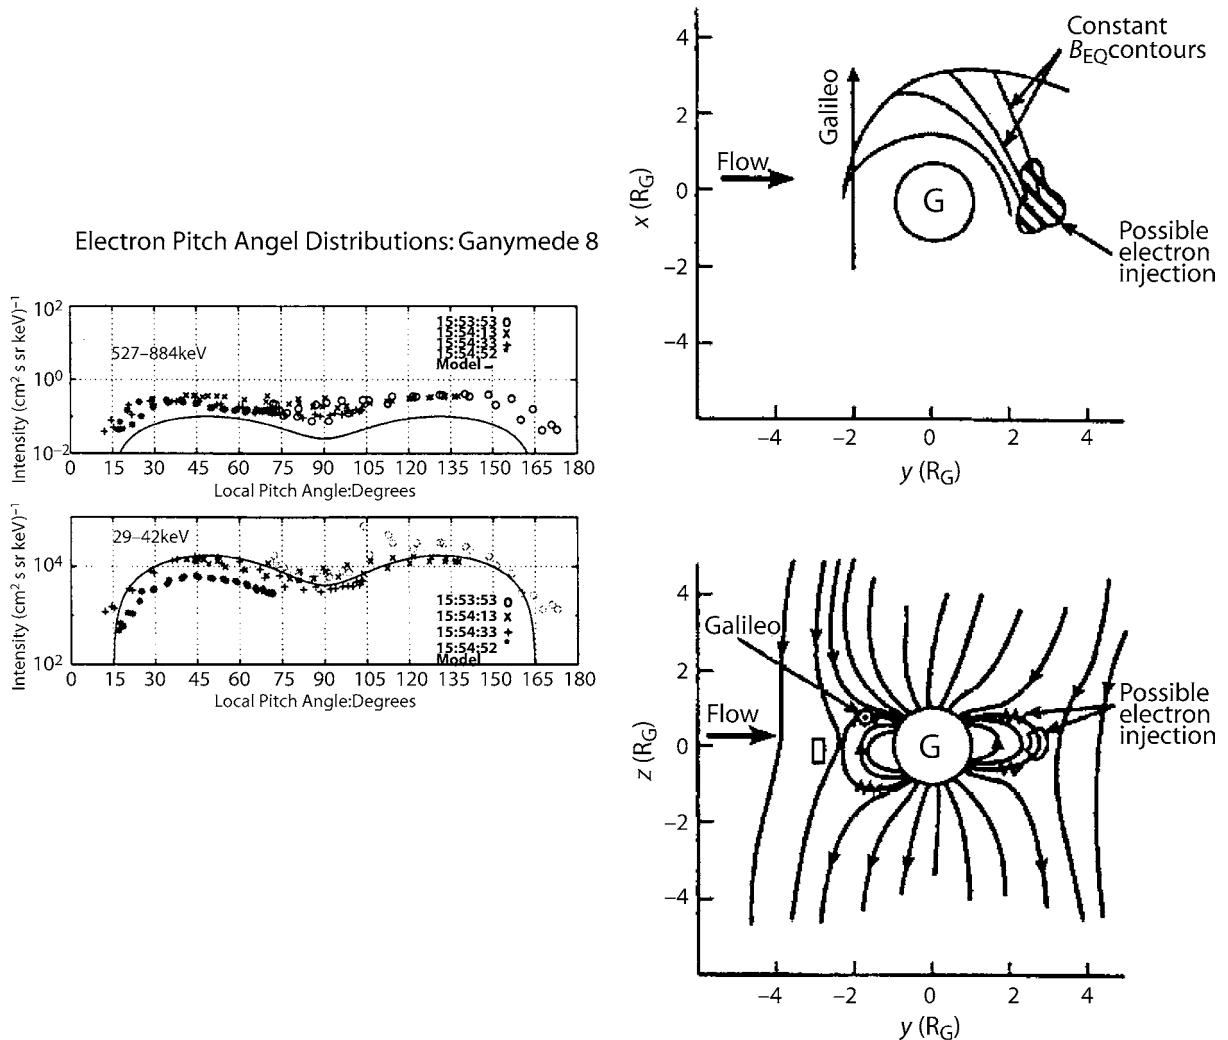 Electron Pitch Angel Distributions: Ganymede 8
Intensity (cm² s sr keV)⁻¹
10²
10⁰
10⁻²
527–884keV
15:53:53 o
15:54:13 x
15:54:33 +
15:54:52 *
Model –
0 15 30 45 60 75 90 105 120 135 150 165 180
Local Pitch Angle:Degrees
Intensity (cm² s sr keV)⁻¹
10⁴
10²
29–42keV
15:53:53 o
15:54:13 x
15:54:33 +
15:54:52 *
Model
0 15 30 45 60 75 90 105 120 135 150 165 180
Local Pitch Angle:Degrees
4
2
0
–2
–4
x (R_G)
Constant
B_EQ contours
Galileo
Flow
G
Possible
electron
injection
–4 –2 0 2 4
y (R_G)
4
2
0
–2
–4
z (R_G)
Galileo
Flow
G
Possible
electron
injection
–4 –2 0 2 4
y (R_G)